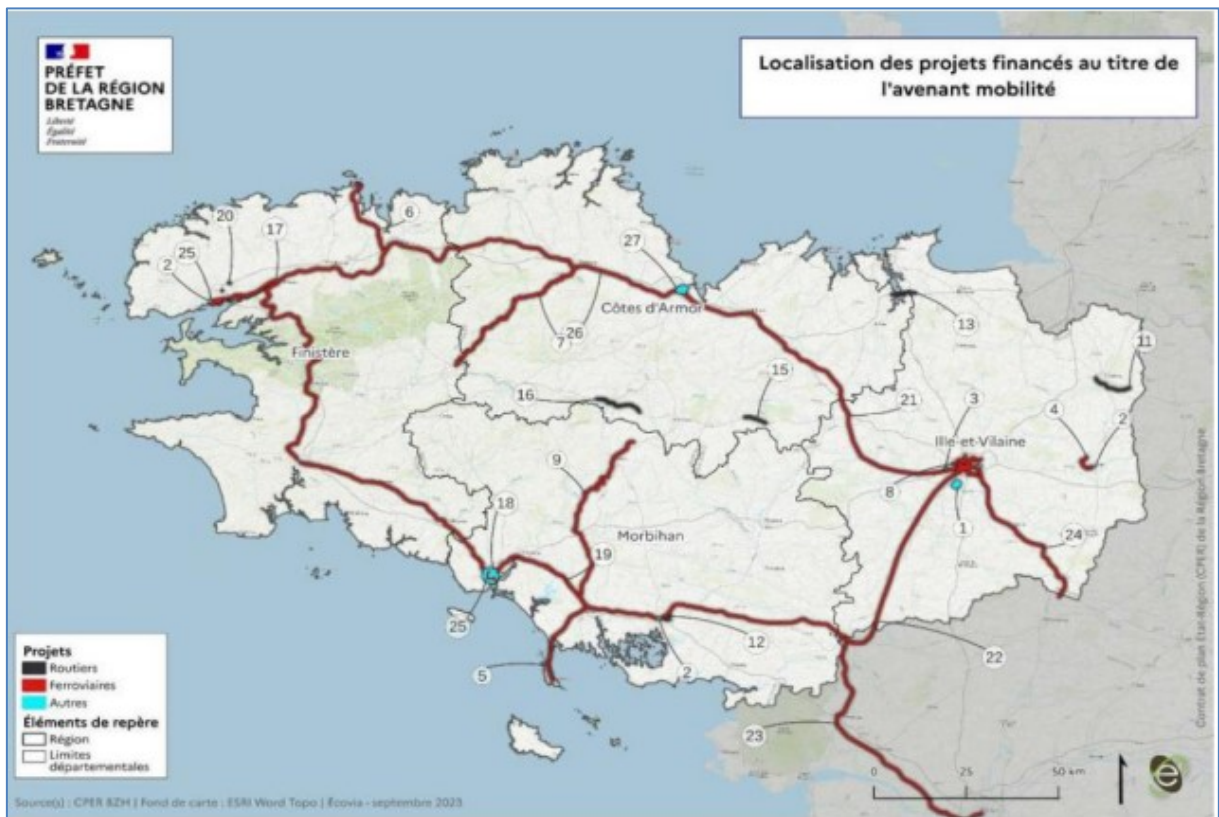 PRÉFET
DE LA RÉGION
BRETAGNE
Liberté
Égalité
Fraternité
Localisation des projets financés au titre de
l'avenant mobilité
6
20
17
25
2
27
Côtes d'Armor
7
26
Finistère
13
11
15
16
21
3
4
2
Ille-et-Vilaine
9
8
1
18
Morbihan
19
24
25
5
12
2
22
23
Projets
Routiers
Ferroviaires
Autres
Éléments de repère
Région
Limites
départementales
0 25 50 km
Contrat de plan Etat-Région (CPER) de la Région Bretagne
Source(s) : CPER BZH | Fond de carte : ESRI Word Topo | Écovia - septembre 2023